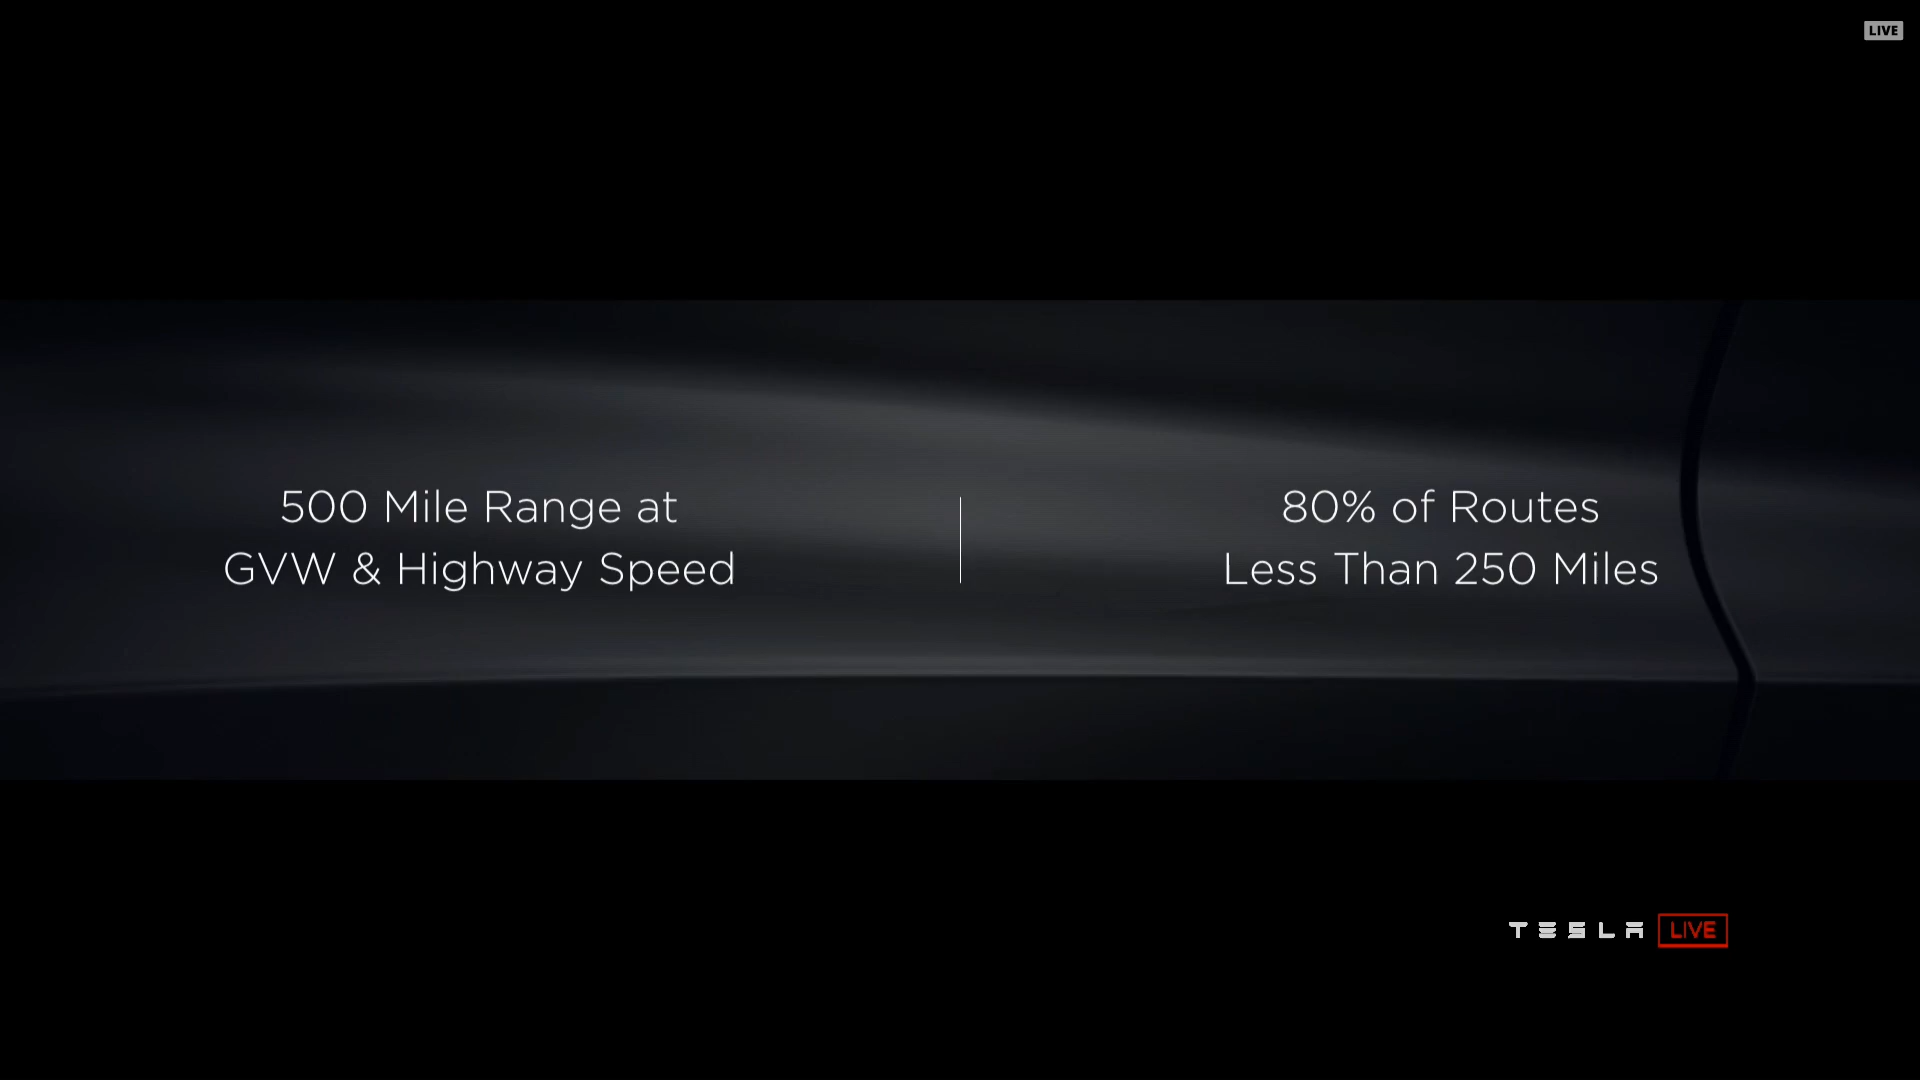 LIVE
500 Mile Range at
GVW & Highway Speed
80% of Routes
Less Than 250 Miles
TESLA LIVE